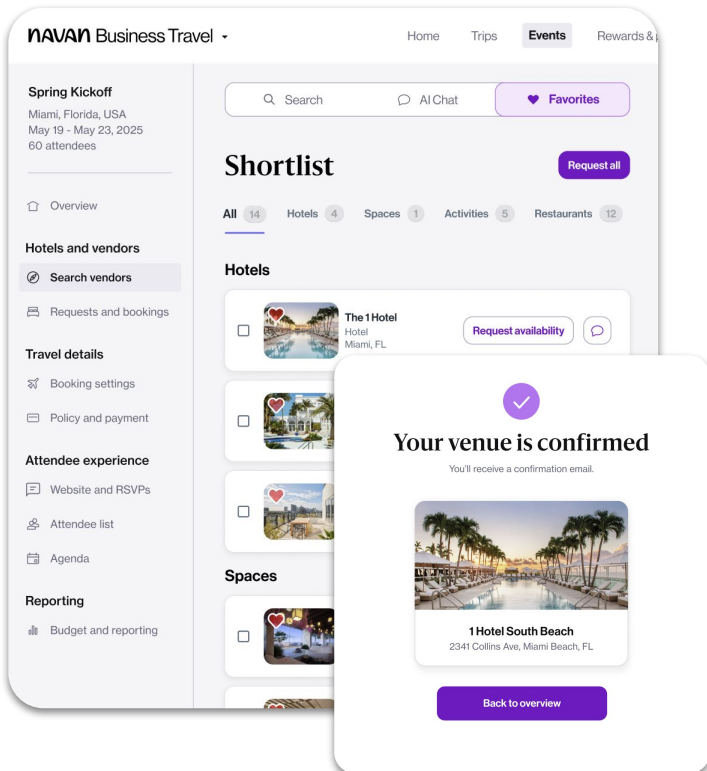 NAVAN Business Travel
Home Trips Events Rewards &
Spring Kickoff
Miami, Florida, USA
May 19 - May 23, 2025
60 attendees
Overview
Hotels and vendors
Search vendors
Requests and bookings
Travel details
Booking settings
Policy and payment
Attendee experience
Website and RSVPs
Attendee list
Agenda
Reporting
Budget and reporting
Search AI Chat Favorites
Shortlist
Request all
All 14 Hotels 4 Spaces 1 Activities 5 Restaurants 12
Hotels
The 1 Hotel
Hotel
Miami, FL
Request availability
Spaces
Your venue is confirmed
You'll receive a confirmation email.
1 Hotel South Beach
2341 Collins Ave, Miami Beach, FL
Back to overview